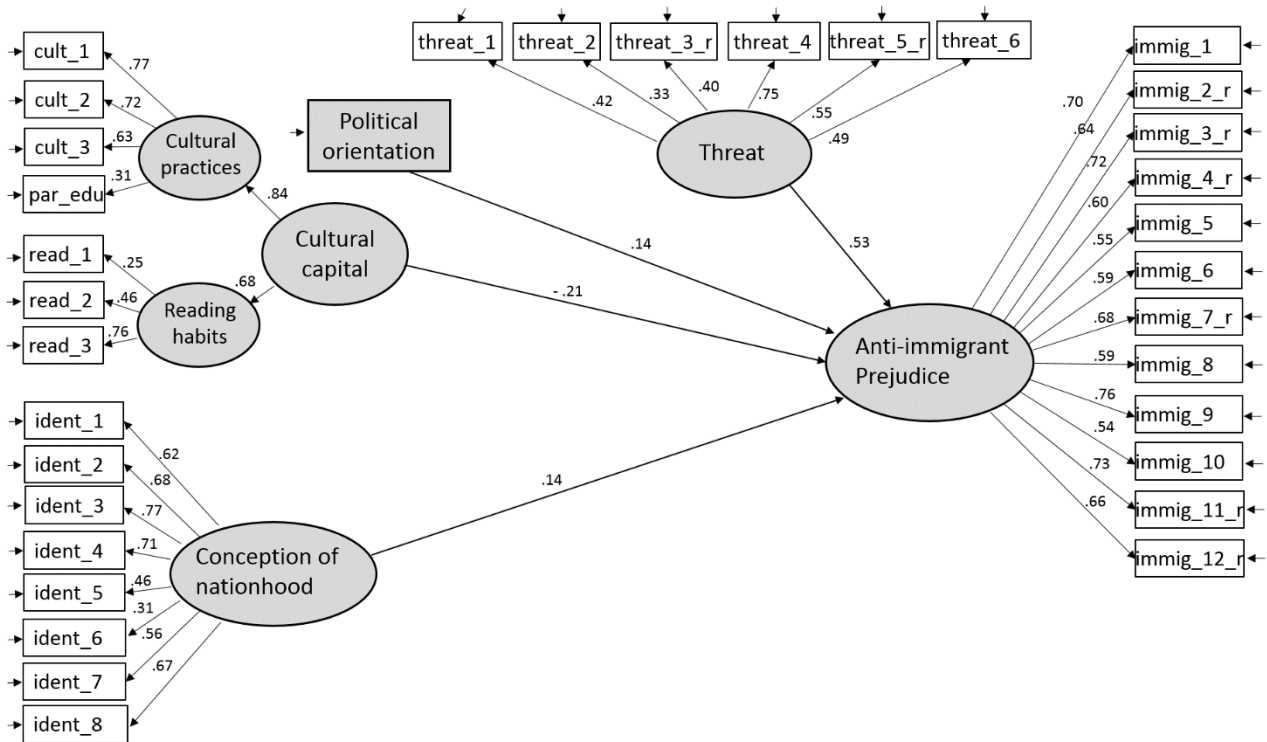 cult_1
cult_2
cult_3
par_edu
.77
.72
.63
.31
Cultural
practices
.84
read_1
read_2
read_3
.25
.46
.76
Reading
habits
.68
Cultural
capital
Political
orientation
threat_1
threat_2
threat_3_r
threat_4
threat_5_r
threat_6
.42
.33
.40
.75
.55
.49
Threat
.14
.53
- .21
.14
ident_1
ident_2
ident_3
ident_4
ident_5
ident_6
ident_7
ident_8
.62
.68
.77
.71
.46
.31
.56
.67
Conception of
nationhood
Anti-immigrant
Prejudice
.70
.64
.72
.60
.55
.59
.68
.59
.76
.54
.73
.66
immig_1
immig_2_r
immig_3_r
immig_4_r
immig_5
immig_6
immig_7_r
immig_8
immig_9
immig_10
immig_11_r
immig_12_r